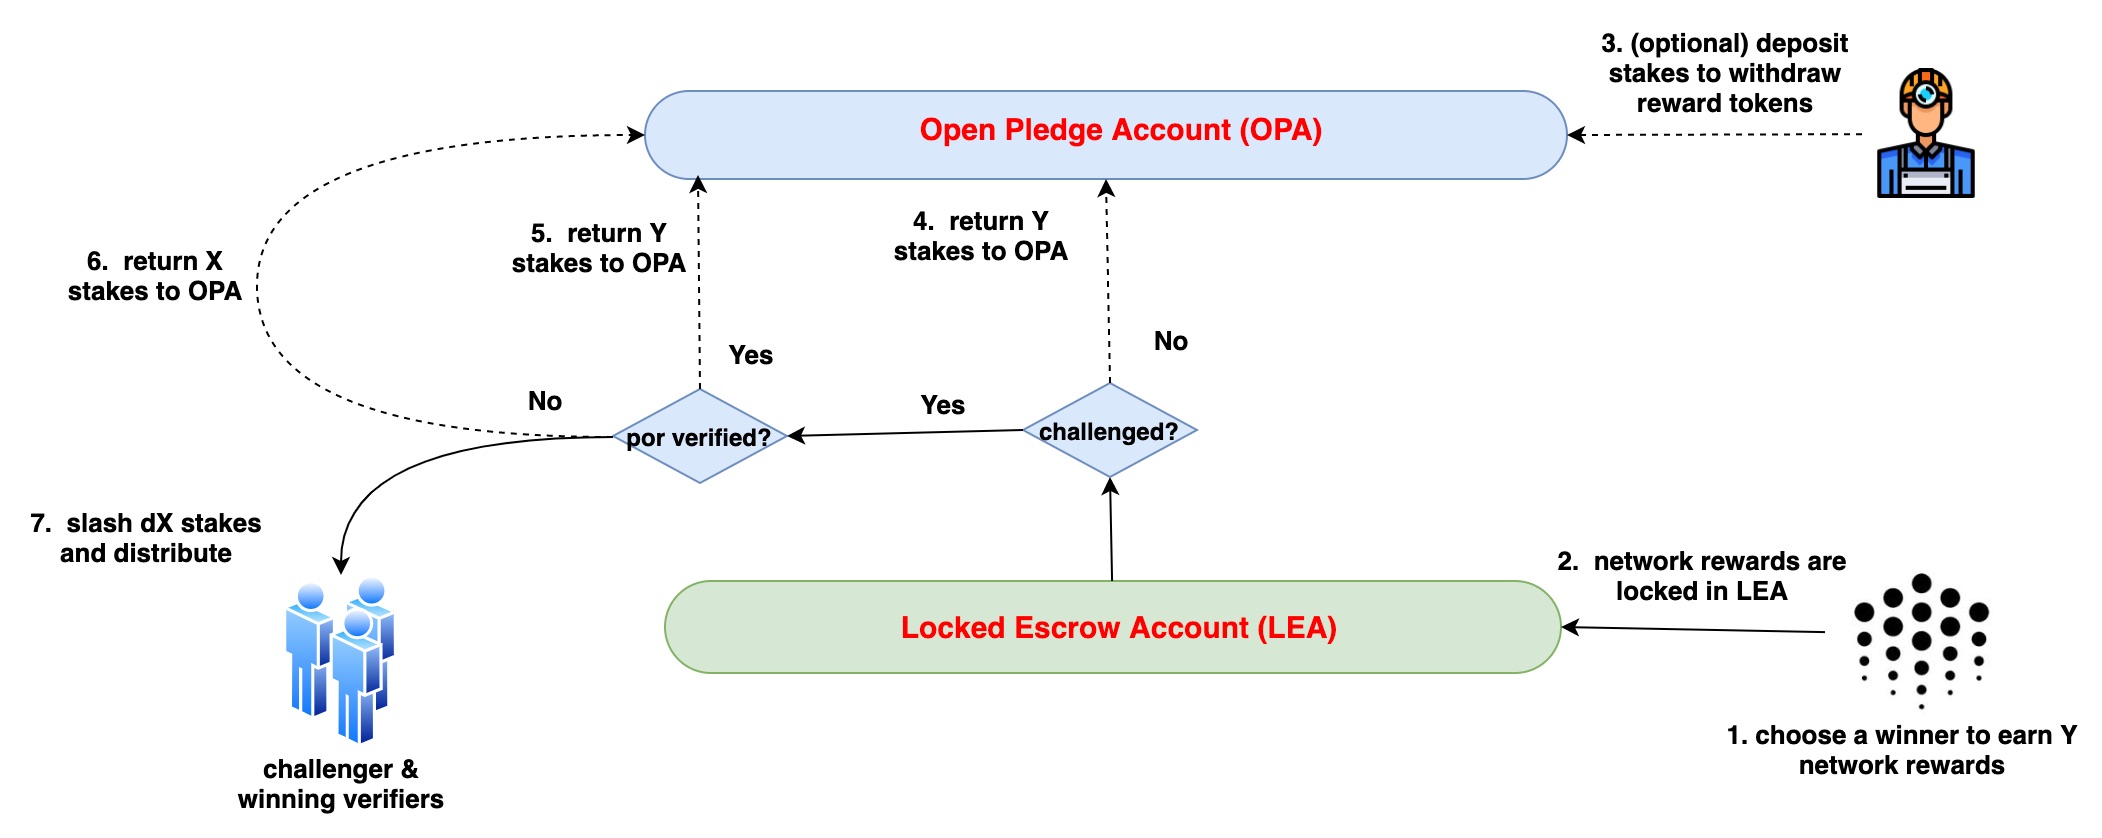 3. (optional) deposit
stakes to withdraw
reward tokens
Open Pledge Account (OPA)
4.  return Y
stakes to OPA
5.  return Y
stakes to OPA
6.  return X
stakes to OPA
No
Yes
No
Yes
por verified?
challenged?
7.  slash dX stakes
and distribute
2.  network rewards are
locked in LEA
Locked Escrow Account (LEA)
1. choose a winner to earn Y
network rewards
challenger &
winning verifiers